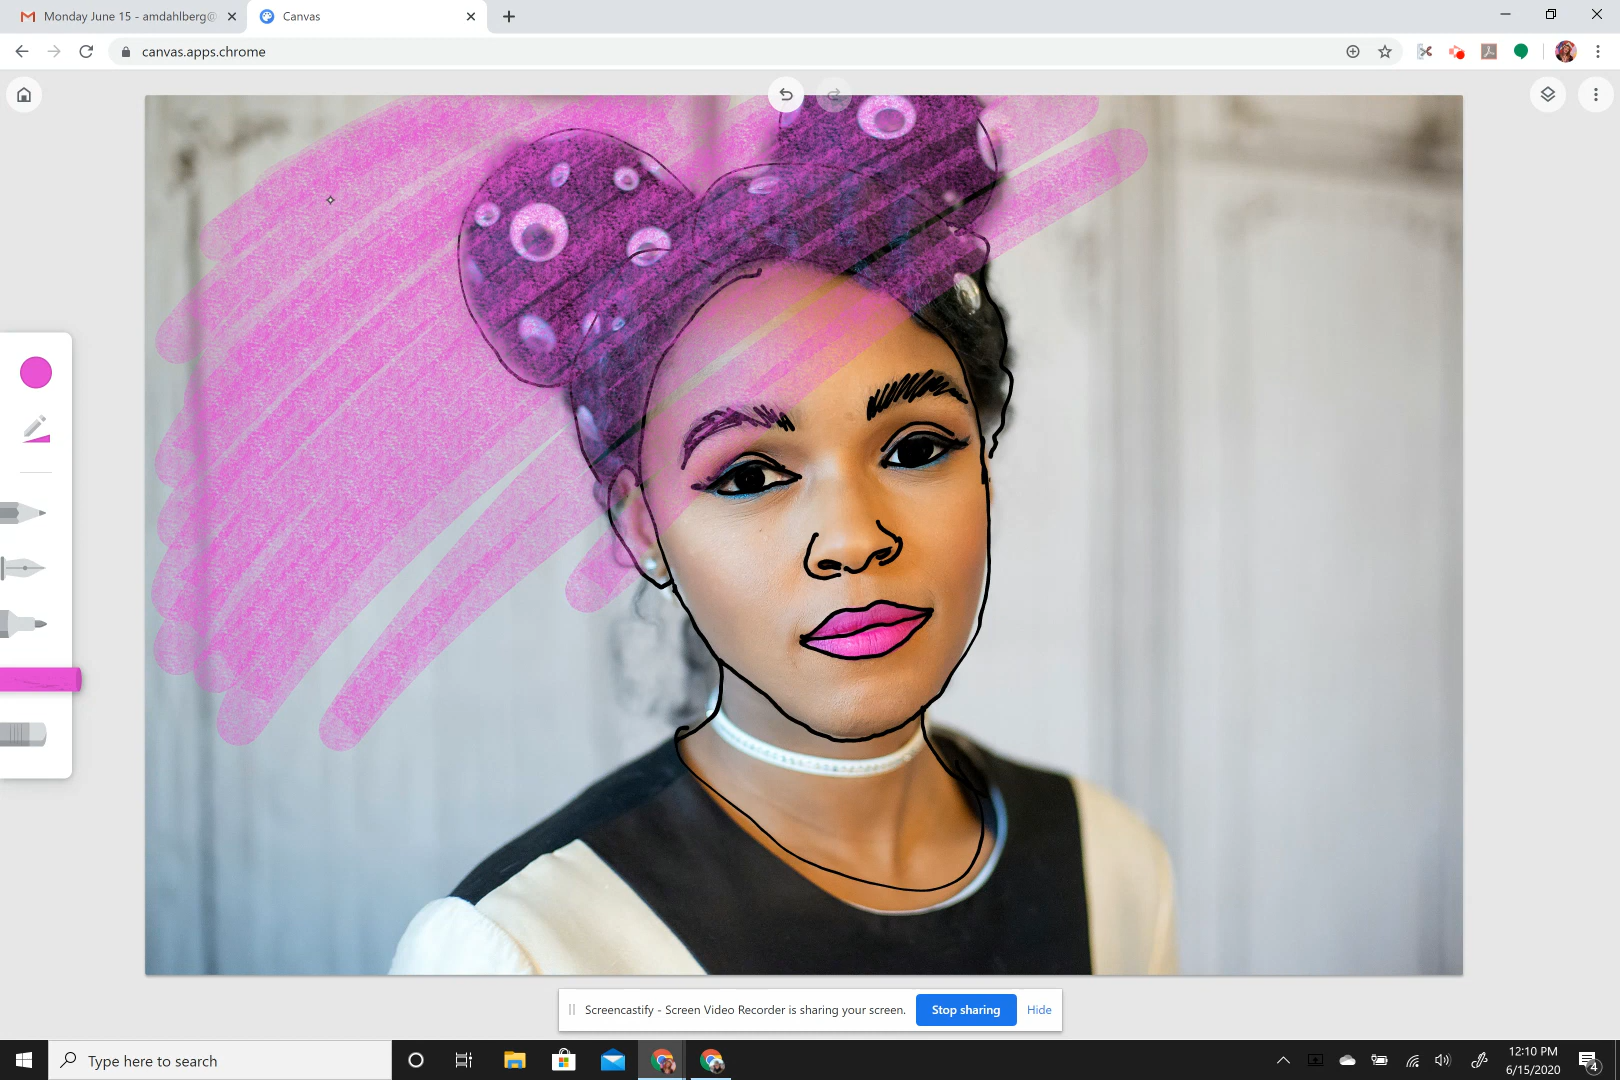 Monday June 15 - amdahlberg@
Canvas
canvas.apps.chrome
Screencastify - Screen Video Recorder is sharing your screen.
Stop sharing
Hide
Type here to search
12:10 PM
6/15/2020
4